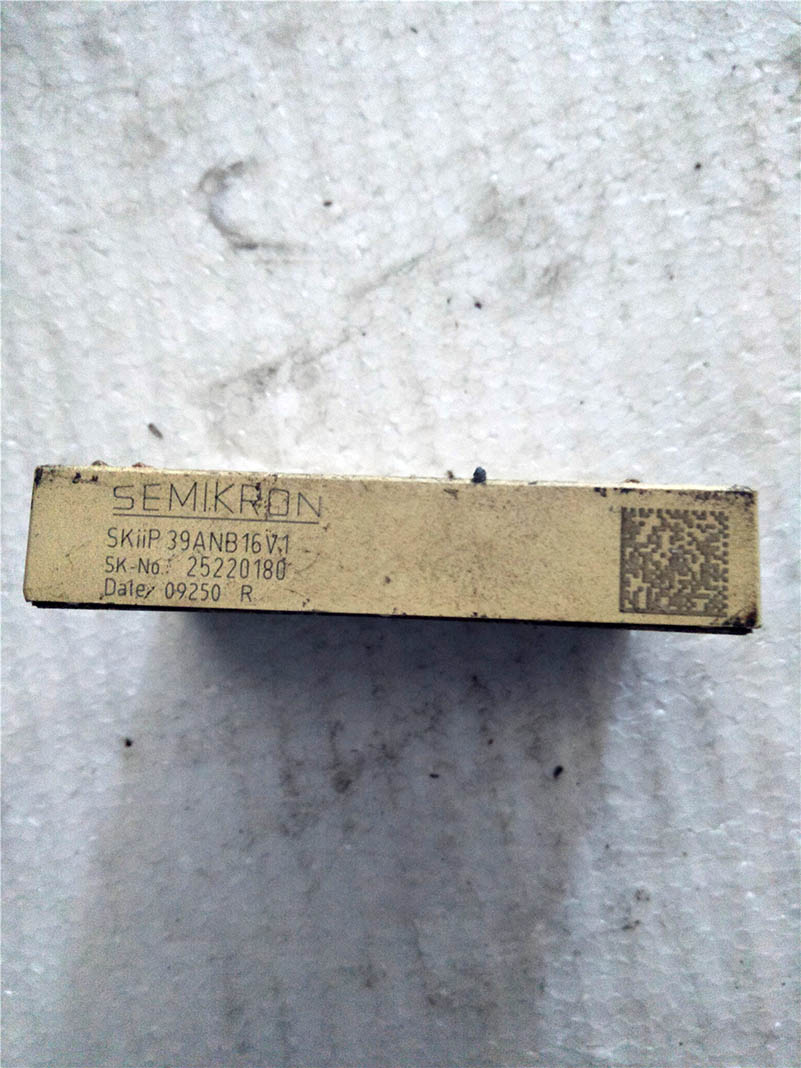 SEMIKRON
SKiiP 39ANB16V1
SK-No.: 25220180
Date: 09250 R